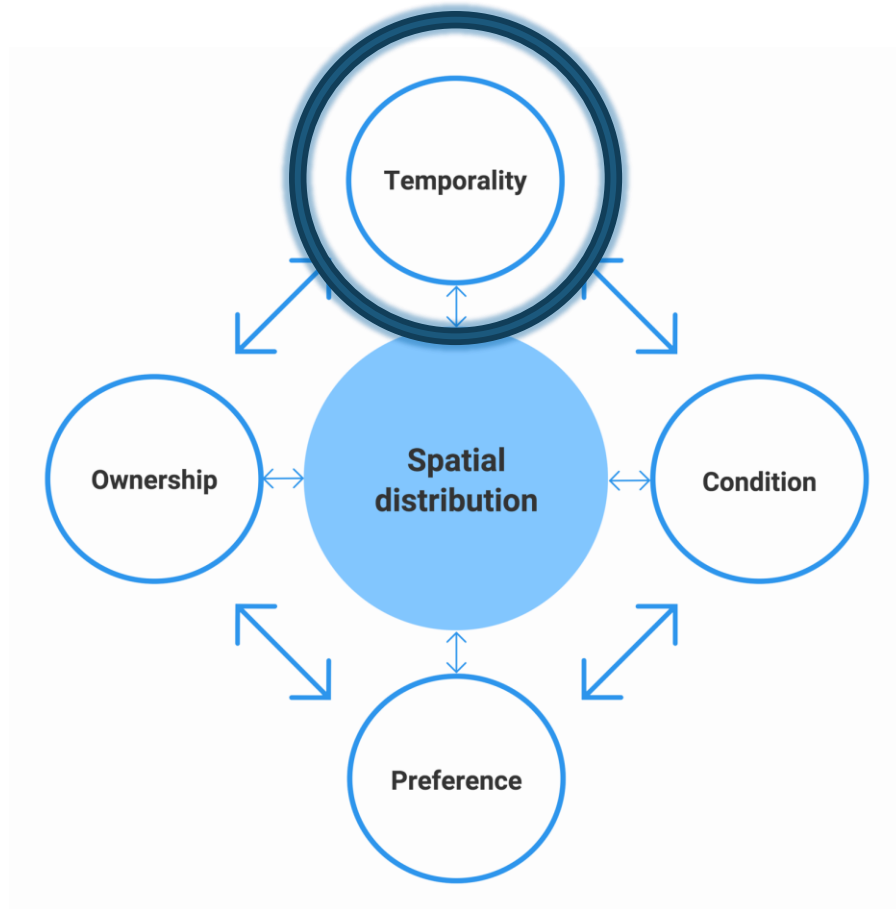 Temporality
Ownership
Spatial
distribution
Condition
Preference